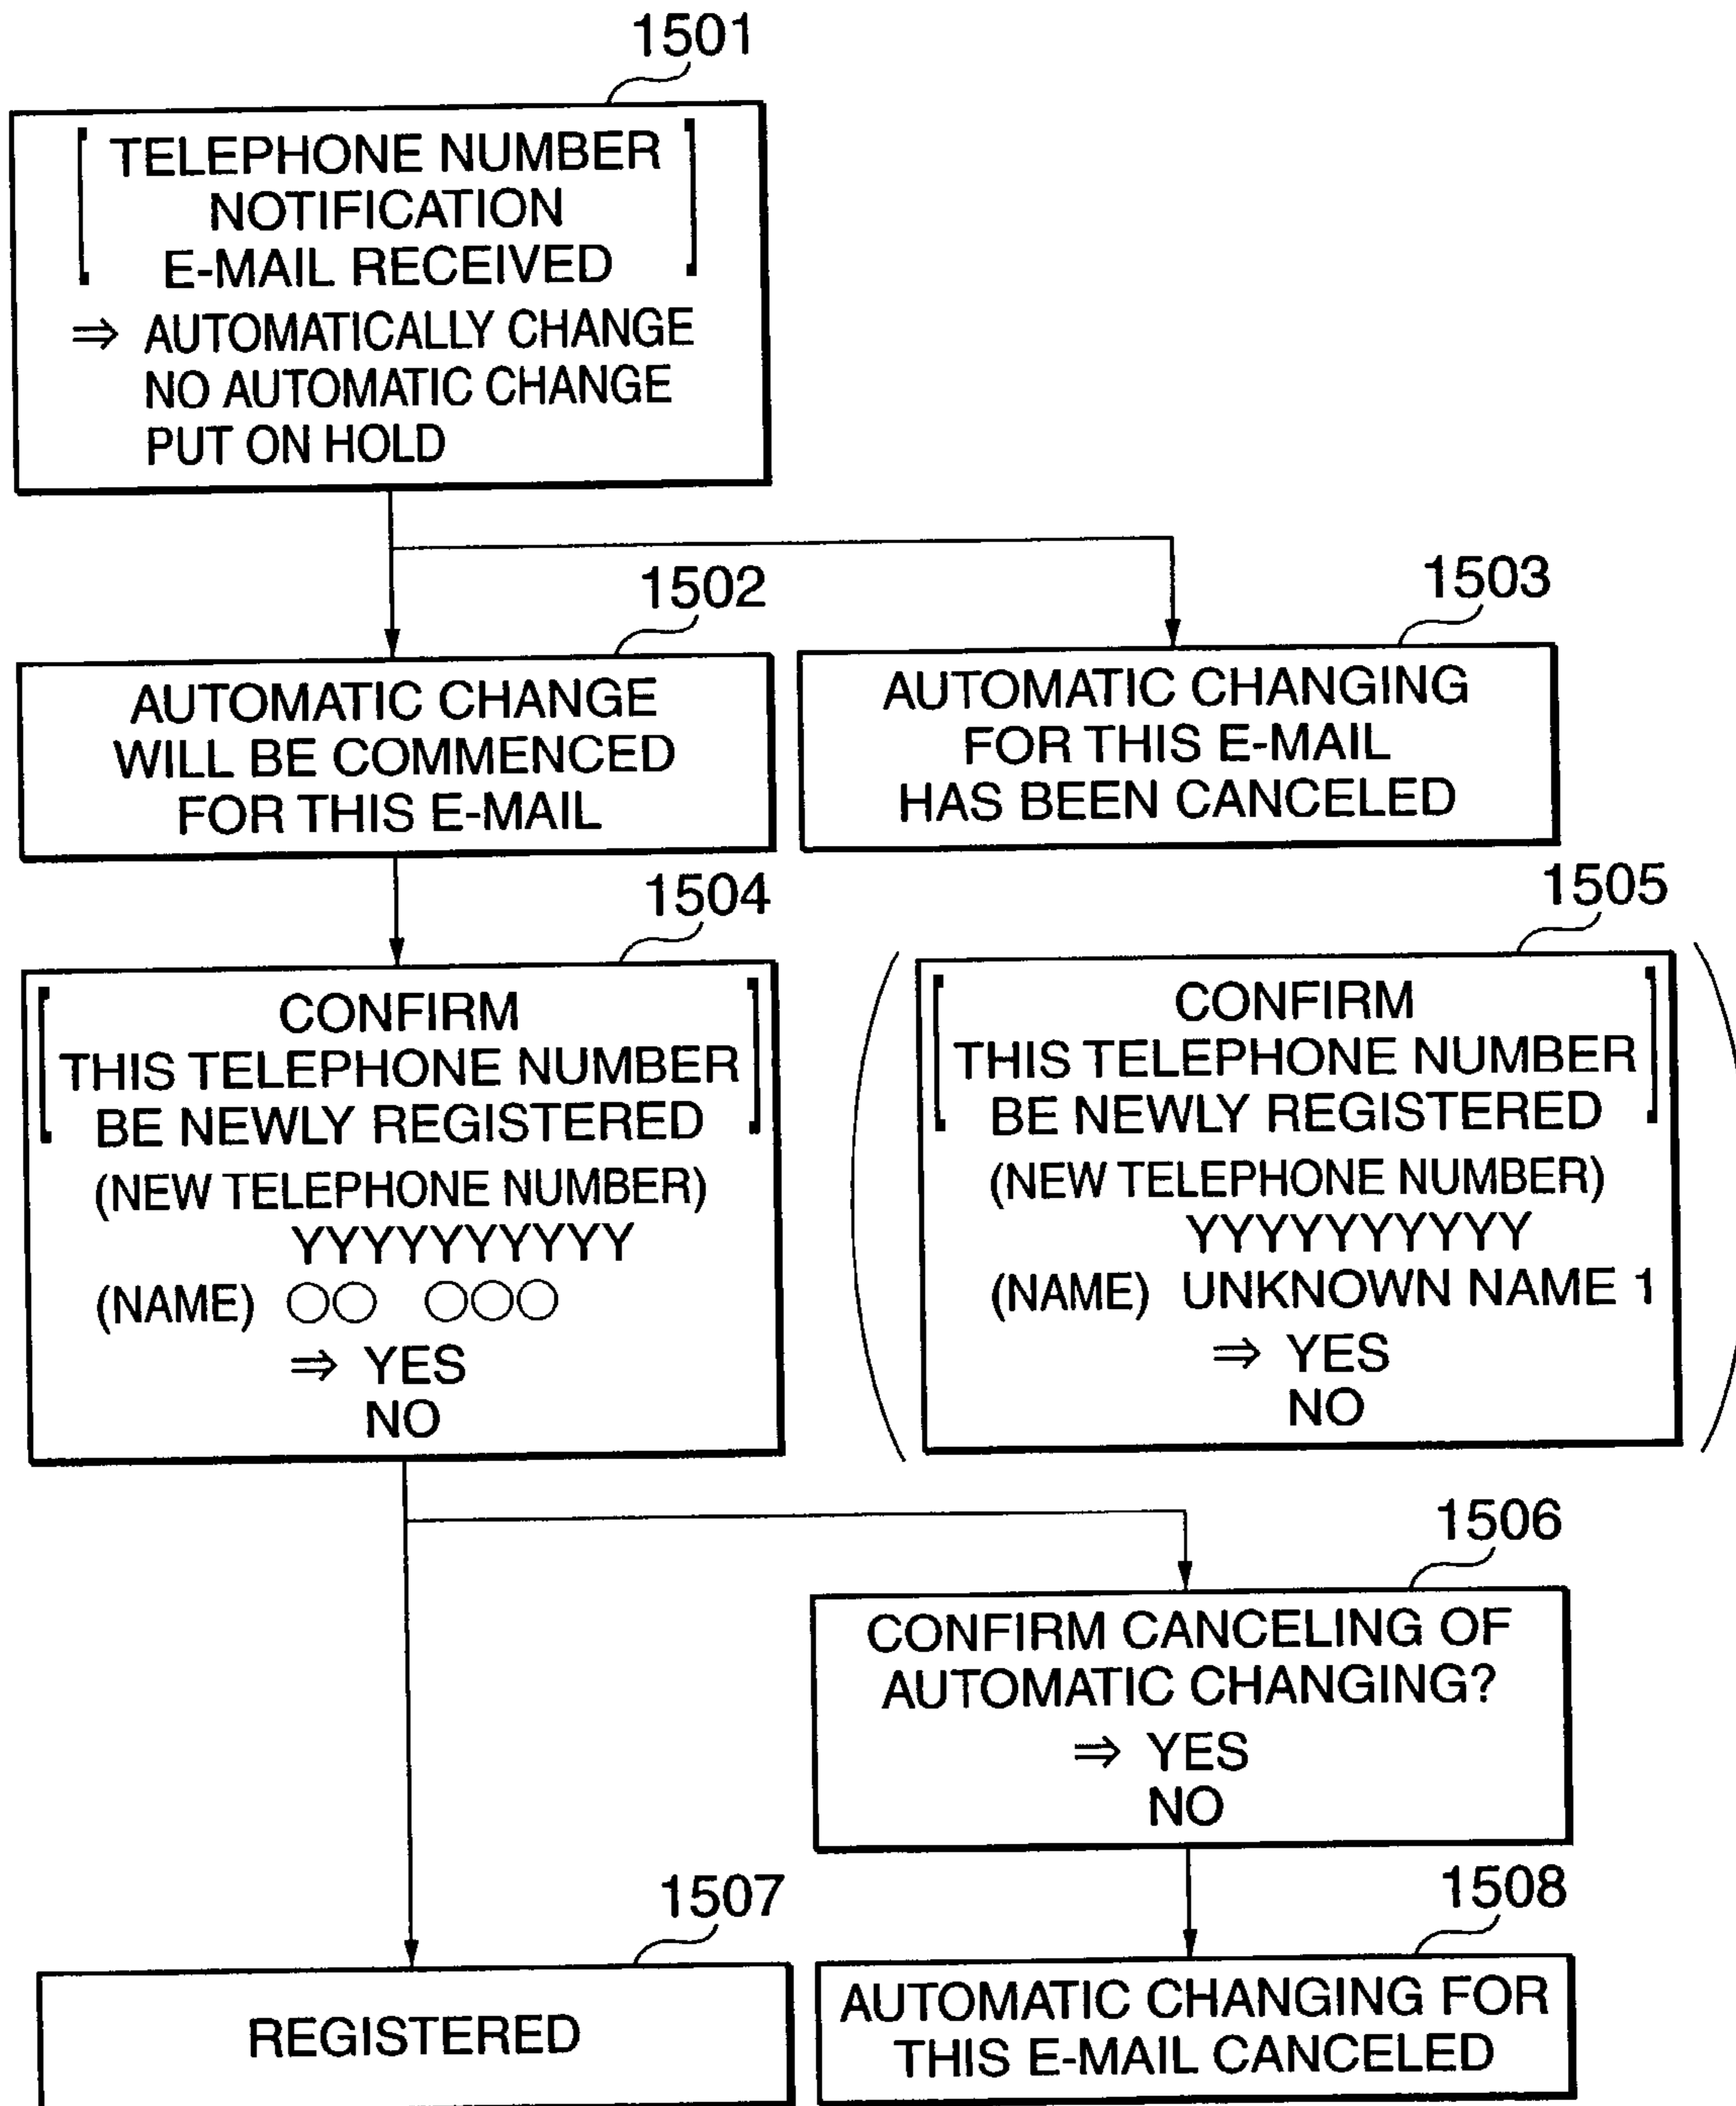 1501
[ TELEPHONE NUMBER
NOTIFICATION
E-MAIL RECEIVED ]
⇒ AUTOMATICALLY CHANGE
NO AUTOMATIC CHANGE
PUT ON HOLD
1502
AUTOMATIC CHANGE
WILL BE COMMENCED
FOR THIS E-MAIL
1503
AUTOMATIC CHANGING
FOR THIS E-MAIL
HAS BEEN CANCELED
1504
[ CONFIRM
THIS TELEPHONE NUMBER
BE NEWLY REGISTERED ]
(NEW TELEPHONE NUMBER)
YYYYYYYYYY
(NAME) ○○ ○○○
⇒ YES
NO
1505
[ CONFIRM
THIS TELEPHONE NUMBER
BE NEWLY REGISTERED ]
(NEW TELEPHONE NUMBER)
YYYYYYYYYY
(NAME) UNKNOWN NAME 1
⇒ YES
NO
1506
CONFIRM CANCELING OF
AUTOMATIC CHANGING?
⇒ YES
NO
1507
REGISTERED
1508
AUTOMATIC CHANGING FOR
THIS E-MAIL CANCELED